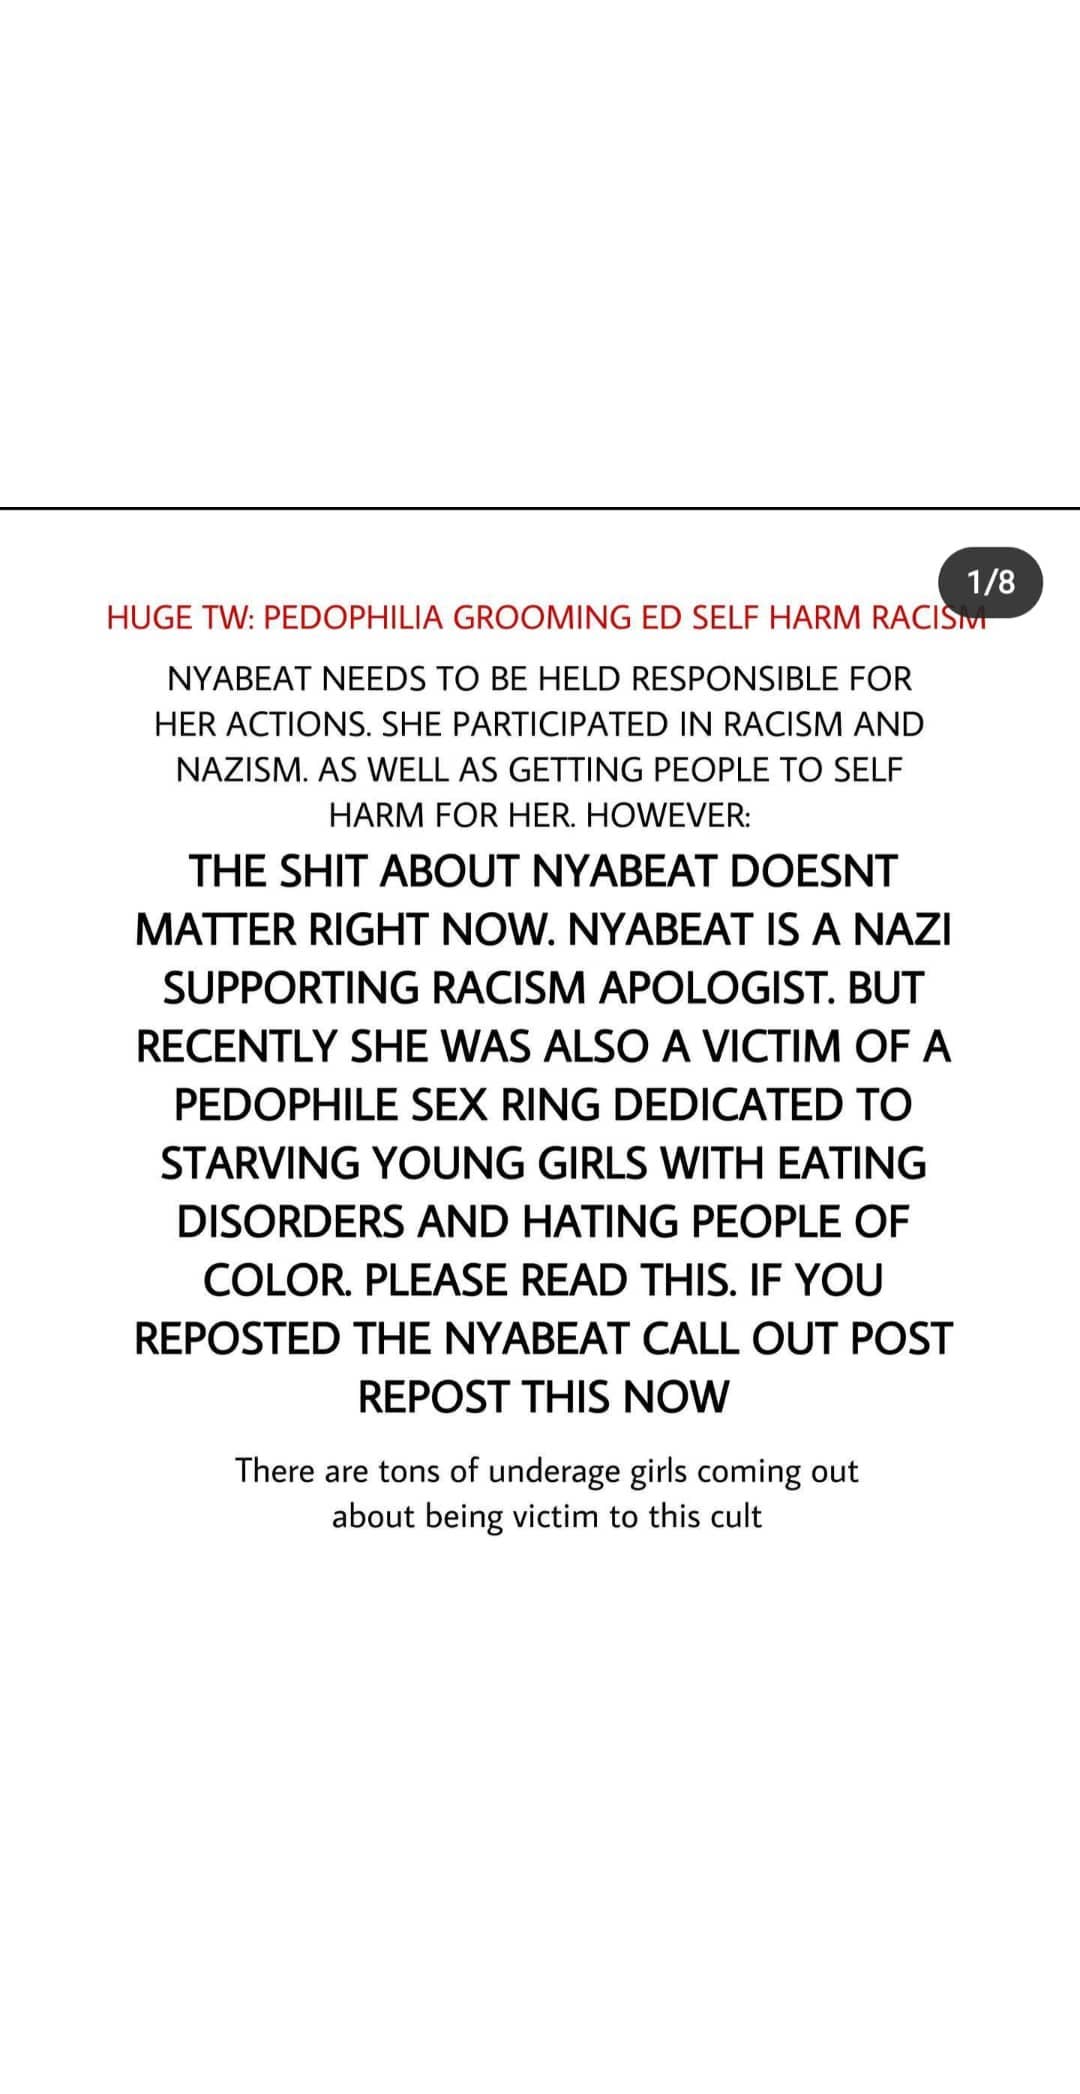 1/8
HUGE TW: PEDOPHILIA GROOMING ED SELF HARM RACISM
NYABEAT NEEDS TO BE HELD RESPONSIBLE FOR
HER ACTIONS. SHE PARTICIPATED IN RACISM AND
NAZISM. AS WELL AS GETTING PEOPLE TO SELF
HARM FOR HER. HOWEVER:
THE SHIT ABOUT NYABEAT DOESNT
MATTER RIGHT NOW. NYABEAT IS A NAZI
SUPPORTING RACISM APOLOGIST. BUT
RECENTLY SHE WAS ALSO A VICTIM OF A
PEDOPHILE SEX RING DEDICATED TO
STARVING YOUNG GIRLS WITH EATING
DISORDERS AND HATING PEOPLE OF
COLOR. PLEASE READ THIS. IF YOU
REPOSTED THE NYABEAT CALL OUT POST
REPOST THIS NOW
There are tons of underage girls coming out
about being victim to this cult